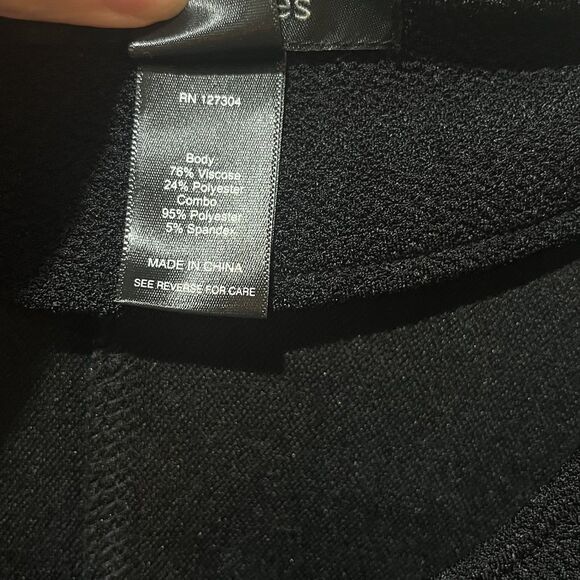 es
RN 127304
Body
76% Viscose
24% Polyester
Combo
95% Polyester
5% Spandex
MADE IN CHINA
SEE REVERSE FOR CARE